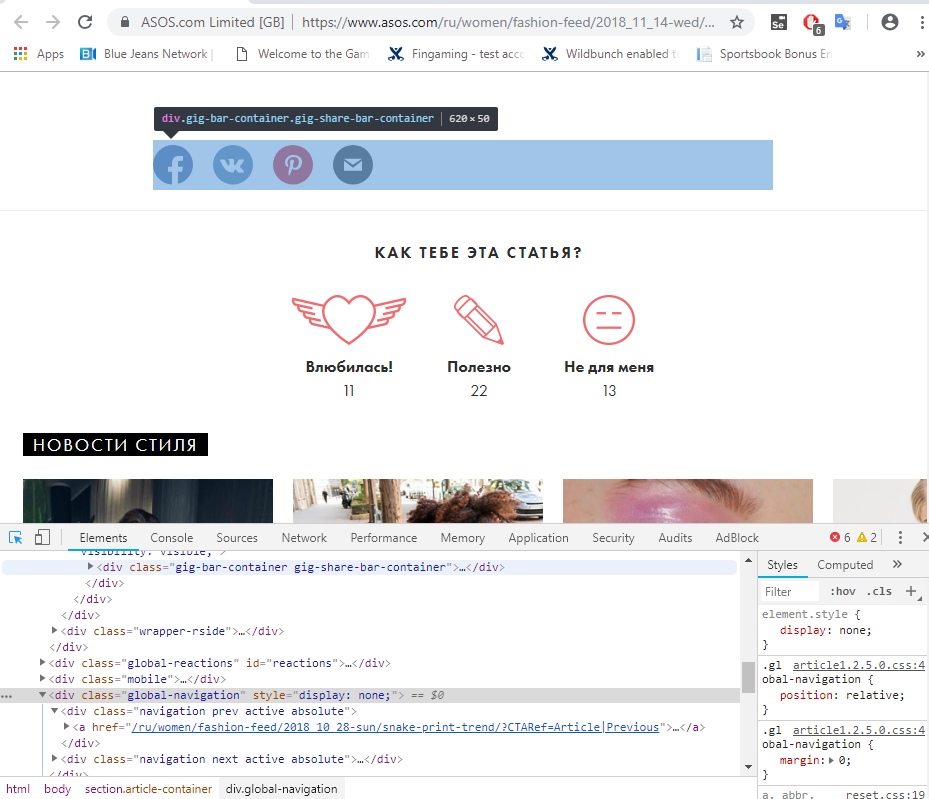 ASOS.com Limited [GB] | https://www.asos.com/ru/women/fashion-feed/2018_11_14-wed/...
6
Apps Blue Jeans Network | Welcome to the Gam Fingaming - test acco Wildbunch enabled te Sportsbook Bonus En »
div.gig-bar-container.gig-share-bar-container | 620 × 50
КАК ТЕБЕ ЭТА СТАТЬЯ?
Влюбилась! Полезно Не для меня
11 22 13
НОВОСТИ СТИЛЯ
Elements Console Sources Network Performance Memory Application Security Audits AdBlock 6 2
visibility: visible;">
<div class="gig-bar-container gig-share-bar-container">…</div>
</div>
</div>
</div>
<div class="wrapper-rside">…</div>
</div>
<div class="global-reactions" id="reactions">…</div>
<div class="mobile">…</div>
<div class="global-navigation" style="display: none;"> == $0
<div class="navigation prev active absolute">
<a href="/ru/women/fashion-feed/2018_10_28-sun/snake-print-trend/?CTARef=Article|Previous">…</a>
</div>
<div class="navigation next active absolute">…</div>
</div>
html body section.article-container div.global-navigation
Styles Computed »
Filter :hov .cls +
element.style {
display: none;
}
.gl article1.2.5.0.css:4
obal-navigation {
position: relative;
}
.gl article1.2.5.0.css:4
obal-navigation {
margin: 0;
}
a, abbr, reset.css:19